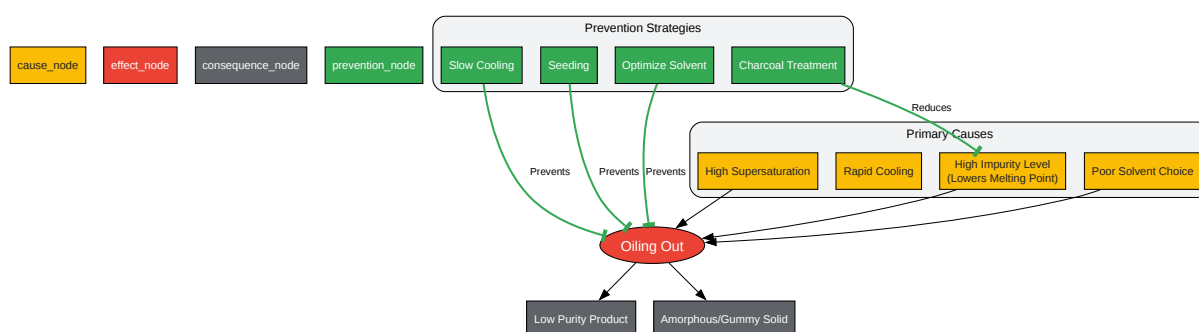 Prevention Strategies
cause_node
effect_node
consequence_node
prevention_node
Slow Cooling
Seeding
Optimize Solvent
Charcoal Treatment
Reduces
Primary Causes
Prevents
Prevents
Prevents
High Supersaturation
Rapid Cooling
High Impurity Level
(Lowers Melting Point)
Poor Solvent Choice
Oiling Out
Low Purity Product
Amorphous/Gummy Solid